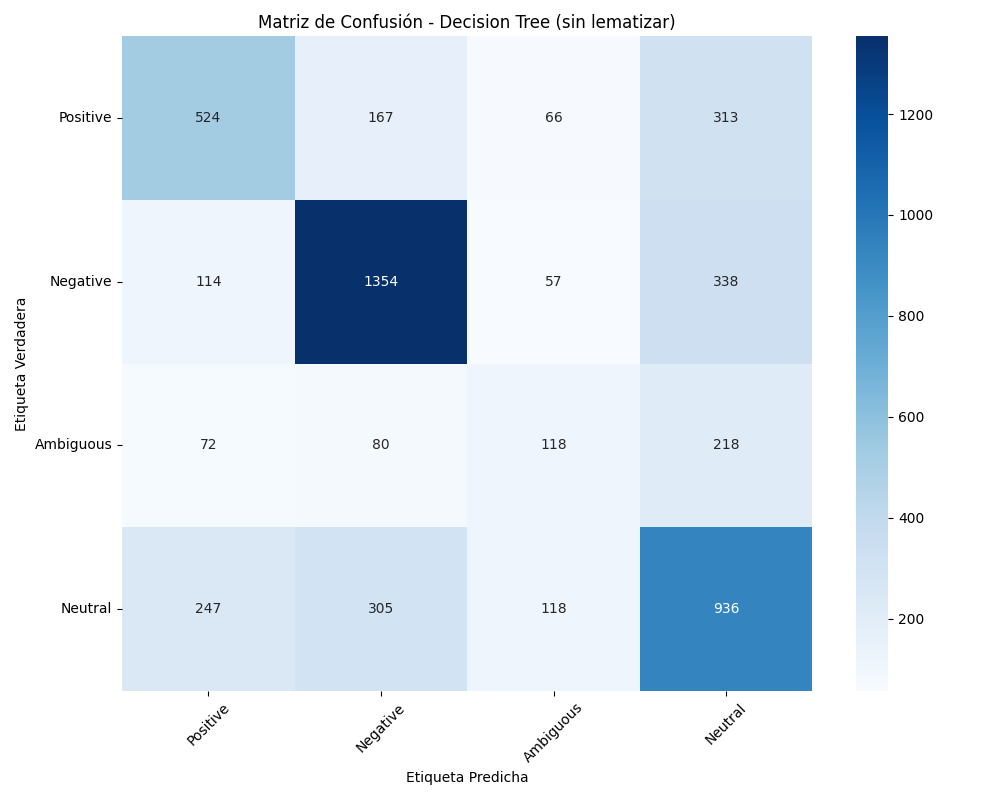 Matriz de Confusión - Decision Tree (sin lematizar)
Positive 524 167 66 313
Negative 114 1354 57 338
Ambiguous 72 80 118 218
Neutral 247 305 118 936
Positive Negative Ambiguous Neutral
Etiqueta Predicha
Etiqueta Verdadera
1200
1000
800
600
400
200